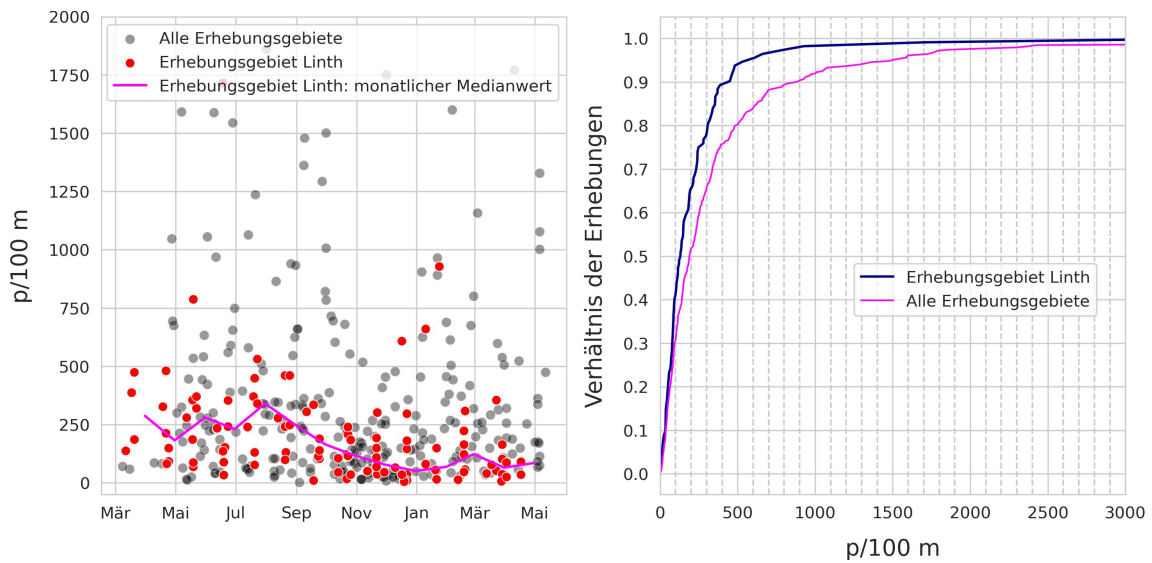 2000
1750
1500
1250
1000
750
500
250
0
p/100 m
Alle Erhebungsgebiete
Erhebungsgebiet Linth
Erhebungsgebiet Linth: monatlicher Medianwert
Mär Mai Jul Sep Nov Jan Mär Mai
1.0
0.9
0.8
0.7
0.6
0.5
0.4
0.3
0.2
0.1
0.0
Verhältnis der Erhebungen
Erhebungsgebiet Linth
Alle Erhebungsgebiete
0 500 1000 1500 2000 2500 3000
p/100 m